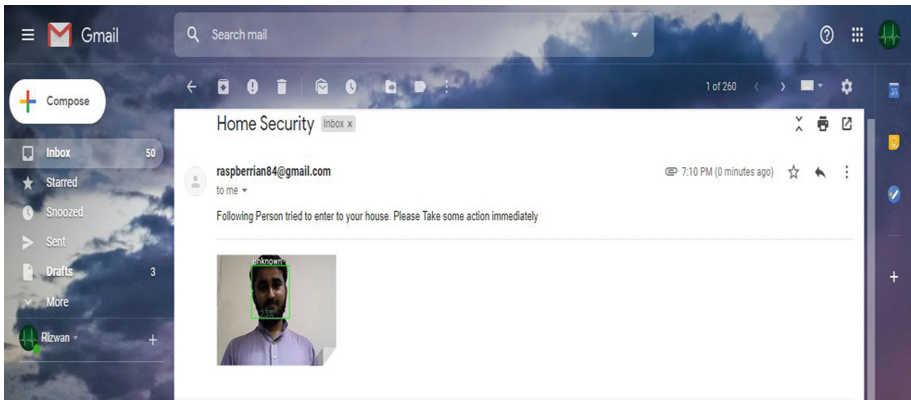 Gmail
Search mail
Compose
1 of 260
Inbox 50
Starred
Snoozed
Sent
Drafts 3
More
Rizwan
Home Security Inbox x
raspberrian84@gmail.com
7:10 PM (0 minutes ago)
to me
Following Person tried to enter to your house. Please Take some action immediately
Unknown